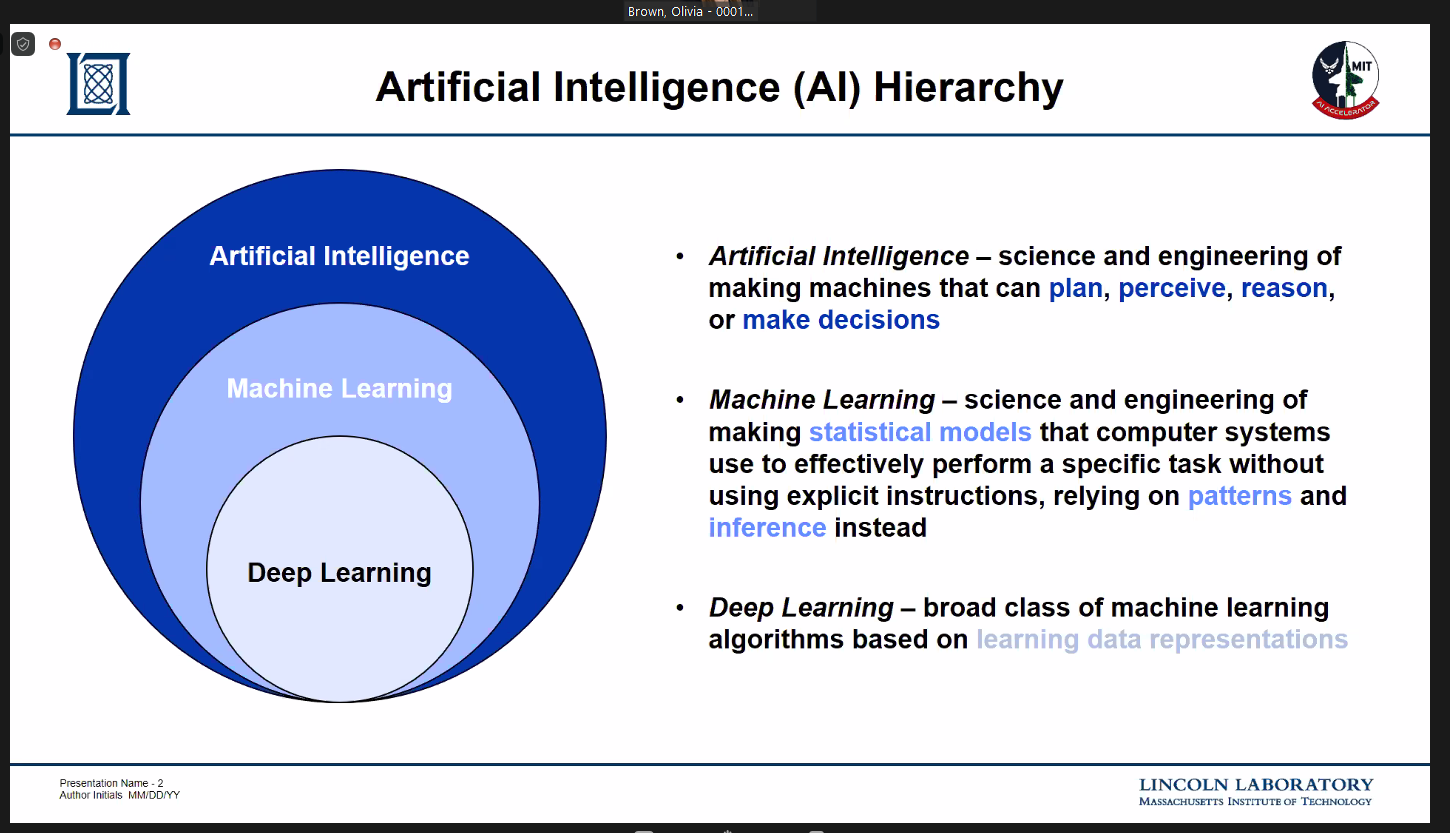 Brown, Olivia - 0001...
Artificial Intelligence (AI) Hierarchy
MIT
AI ACCELERATOR
Artificial Intelligence
Machine Learning
Deep Learning
• Artificial Intelligence – science and engineering of
making machines that can plan, perceive, reason,
or make decisions
• Machine Learning – science and engineering of
making statistical models that computer systems
use to effectively perform a specific task without
using explicit instructions, relying on patterns and
inference instead
• Deep Learning – broad class of machine learning
algorithms based on learning data representations
Presentation Name - 2
Author Initials MM/DD/YY
LINCOLN LABORATORY
MASSACHUSETTS INSTITUTE OF TECHNOLOGY